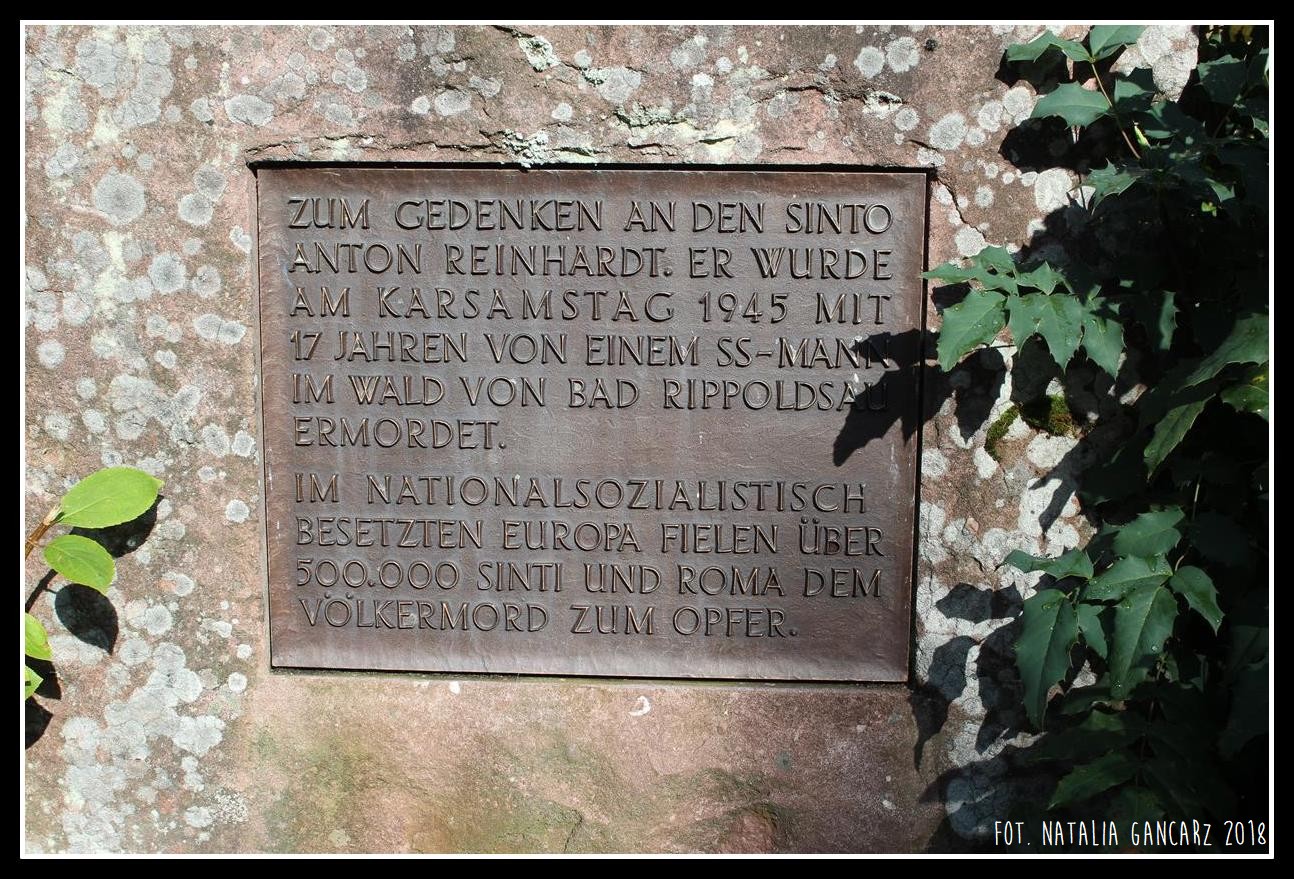 ZUM GEDENKEN AN DEN SINTO
ANTON REINHARDT. ER WURDE
AM KARSAMSTAG 1945 MIT
17 JAHREN VON EINEM SS-MANN
IM WALD VON BAD RIPPOLDSAU
ERMORDET.
IM NATIONALSOZIALISTISCH
BESETZTEN EUROPA FIELEN ÜBER
500.000 SINTI UND ROMA DEM
VÖLKERMORD ZUM OPFER.
FOT. NATALIA GANCARZ 2018